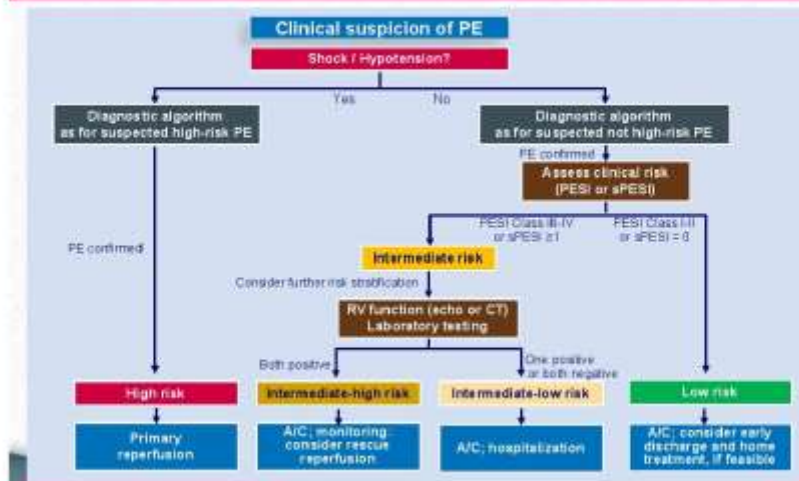 Clinical suspicion of PE
Shock / Hypotension?
Yes
No
Diagnostic algorithm
as for suspected high-risk PE
Diagnostic algorithm
as for suspected not high-risk PE
PE confirmed
Assess clinical risk
(PESI or sPESI)
PESI Class III-IV
or sPESI ≥1
PESI Class I-II
or sPESI = 0
PE confirmed
Intermediate risk
Consider further risk stratification
RV function (echo or CT)
Laboratory testing
Both positive
One positive
or both negative
High risk
Intermediate-high risk
Intermediate-low risk
Low risk
Primary
reperfusion
A/C; monitoring;
consider rescue
reperfusion
A/C; hospitalization
A/C; consider early
discharge and home
treatment, if feasible